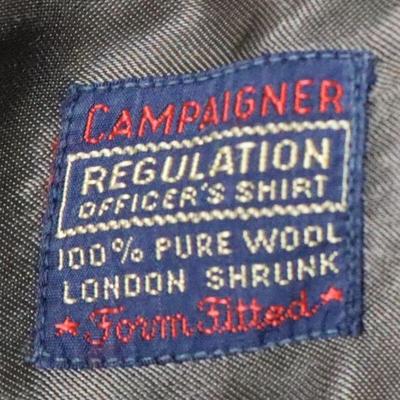 CAMPAIGNER
REGULATION
OFFICER'S SHIRT
100% PURE WOOL
LONDON SHRUNK
★ Form Fitted ★